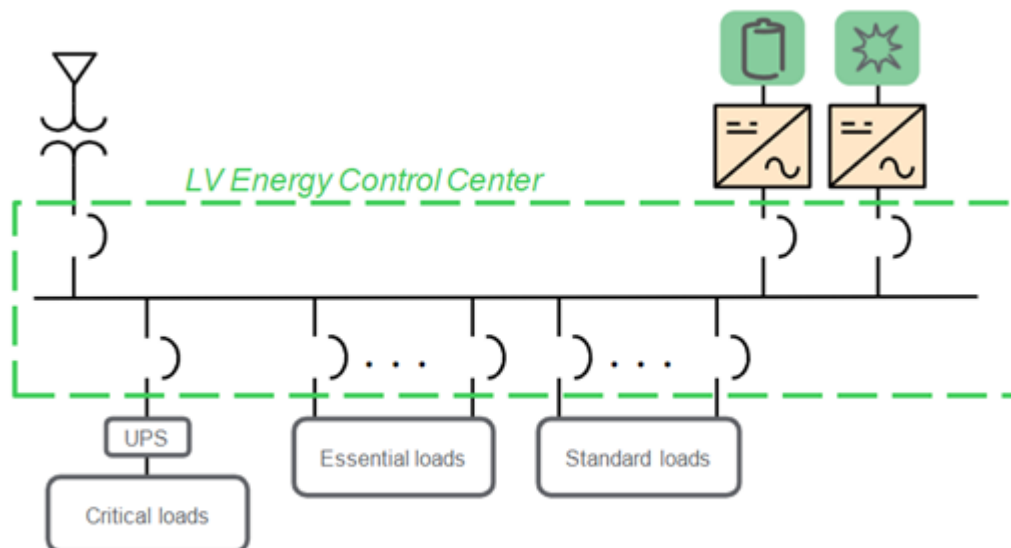 LV Energy Control Center
. . .
. . .
UPS
Essential loads
Standard loads
Critical loads